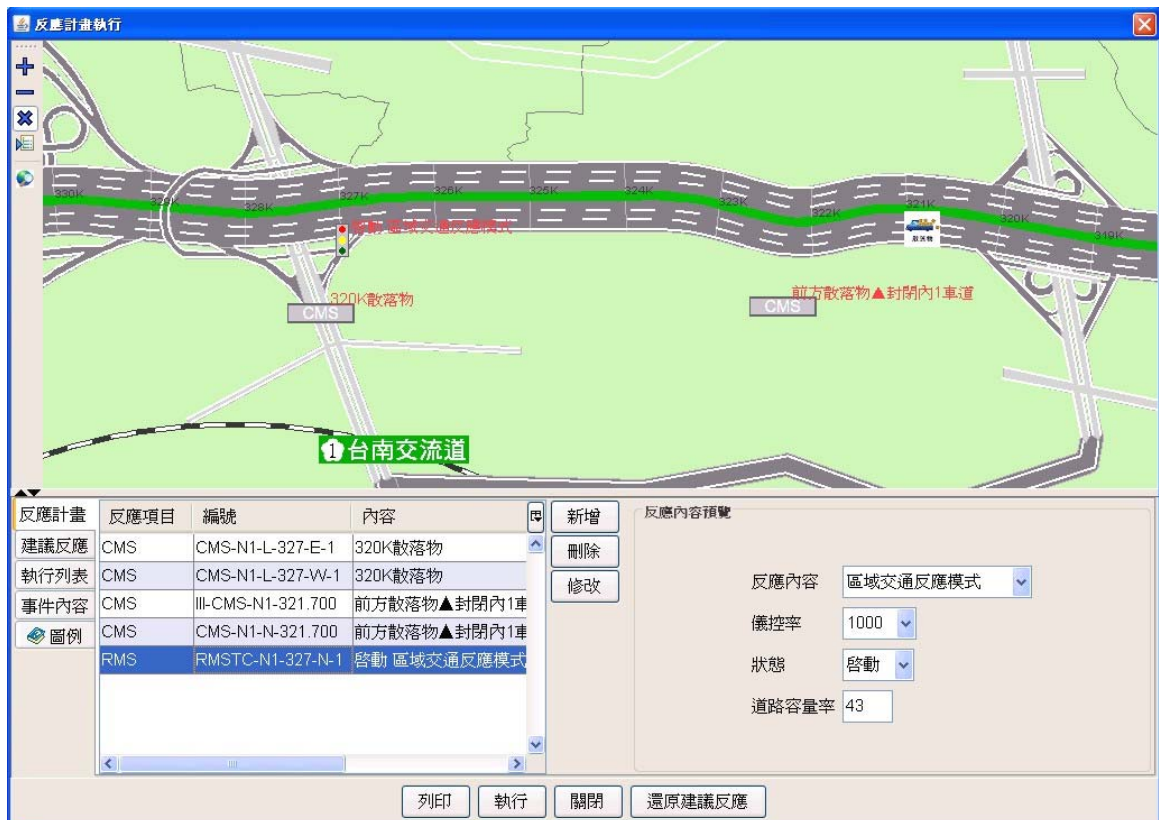 反應計畫執行
330K
329K
328K
327K
326K
325K
324K
323K
322K
321K
320K
319K
啓動 區域交通反應模式
散落物
320K散落物
CMS
前方散落物▲封閉內1車道
CMS
1 台南交流道
反應計畫
建議反應
執行列表
事件內容
圖例
反應項目 編號 內容
CMS CMS-N1-L-327-E-1 320K散落物
CMS CMS-N1-L-327-W-1 320K散落物
CMS III-CMS-N1-321.700 前方散落物▲封閉內1車
CMS CMS-N1-N-321.700 前方散落物▲封閉內1車
RMS RMSTC-N1-327-N-1 啓動 區域交通反應模式
新增
刪除
修改
反應內容預覽
反應內容 區域交通反應模式
儀控率 1000
狀態 啓動
道路容量率 43
列印 執行 關閉 還原建議反應